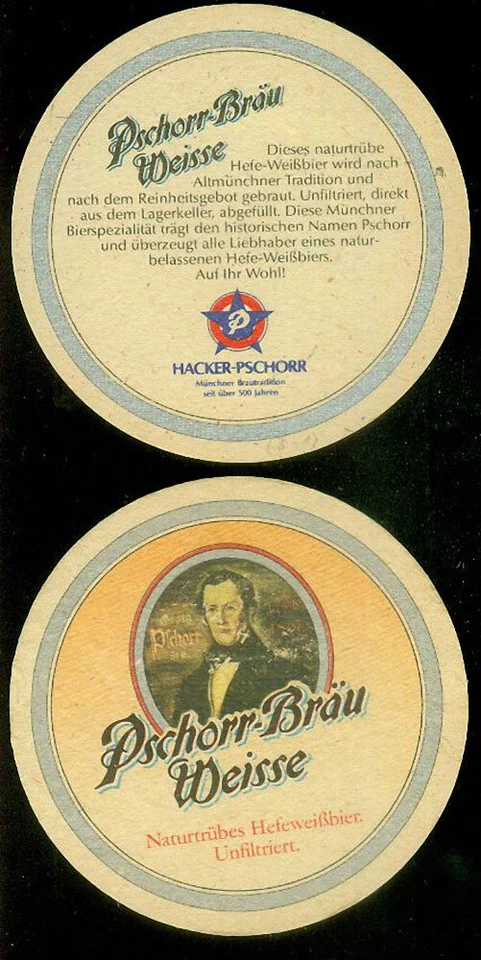 Pschorr-Bräu
Weisse
Dieses naturtrübe
Hefe-Weißbier wird nach
Altmünchner Tradition und
nach dem Reinheitsgebot gebraut. Unfiltriert, direkt
aus dem Lagerkeller, abgefüllt. Diese Münchner
Bierspezialität trägt den historischen Namen Pschorr
und überzeugt alle Liebhaber eines natur-
belassenen Hefe-Weißbiers.
Auf Ihr Wohl!
P
HACKER-PSCHORR
Münchner Brautradition
seit über 500 Jahren
Pschorr
Pschorr-Bräu
Weisse
Naturtrübes Hefeweißbier.
Unfiltriert.